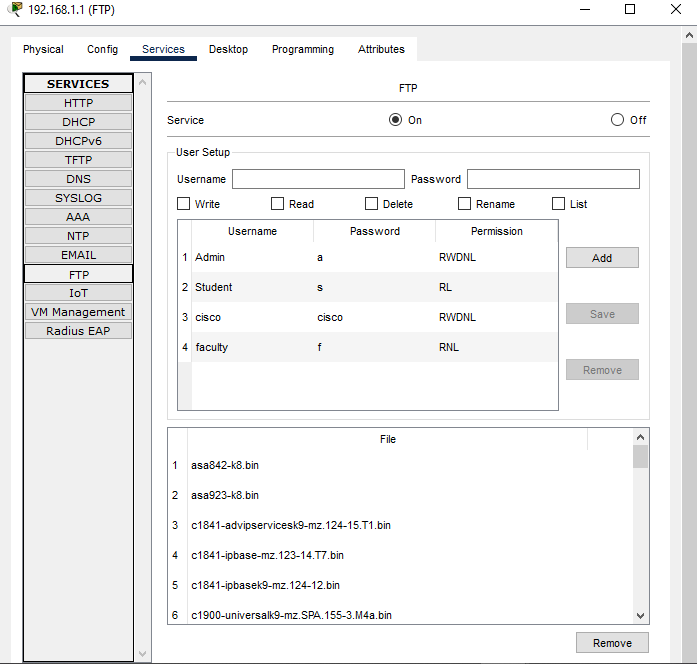 192.168.1.1 (FTP)
Physical Config Services Desktop Programming Attributes
SERVICES
HTTP
DHCP
DHCPv6
TFTP
DNS
SYSLOG
AAA
NTP
EMAIL
FTP
IoT
VM Management
Radius EAP
FTP
Service On Off
User Setup
Username Password
Write Read Delete Rename List
Username Password Permission
1 Admin a RWDNL
2 Student s RL
3 cisco cisco RWDNL
4 faculty f RNL
Add
Save
Remove
File
1 asa842-k8.bin
2 asa923-k8.bin
3 c1841-advipservicesk9-mz.124-15.T1.bin
4 c1841-ipbase-mz.123-14.T7.bin
5 c1841-ipbasek9-mz.124-12.bin
6 c1900-universalk9-mz.SPA.155-3.M4a.bin
Remove